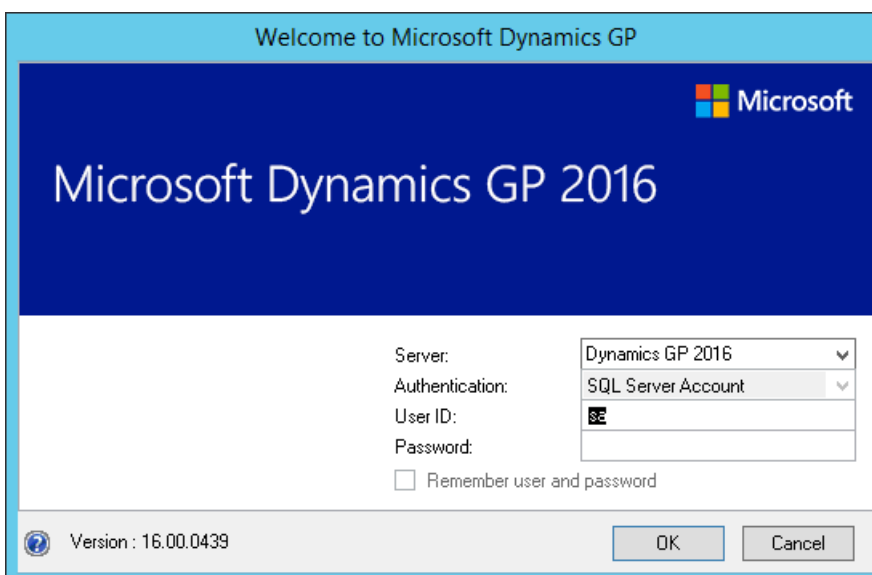 Welcome to Microsoft Dynamics GP
Microsoft
Microsoft Dynamics GP 2016
Server: Dynamics GP 2016
Authentication: SQL Server Account
User ID: sa
Password:
Remember user and password
Version : 16.00.0439 OK Cancel